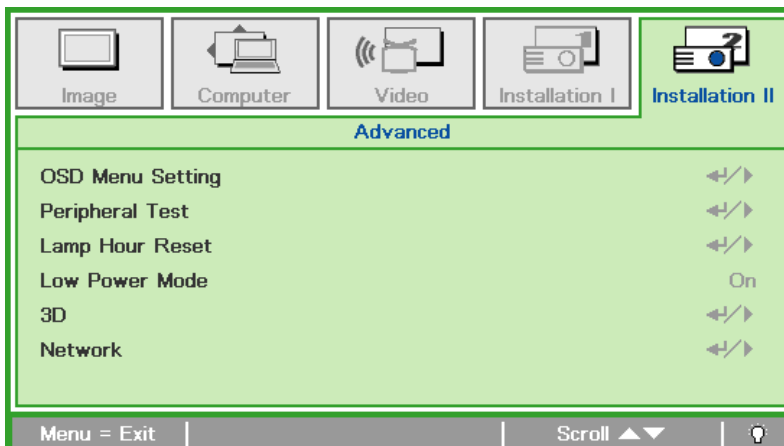 Image
Computer
Video
Installation I
Installation II
Advanced
OSD Menu Setting
Peripheral Test
Lamp Hour Reset
Low Power Mode On
3D
Network
Menu = Exit Scroll